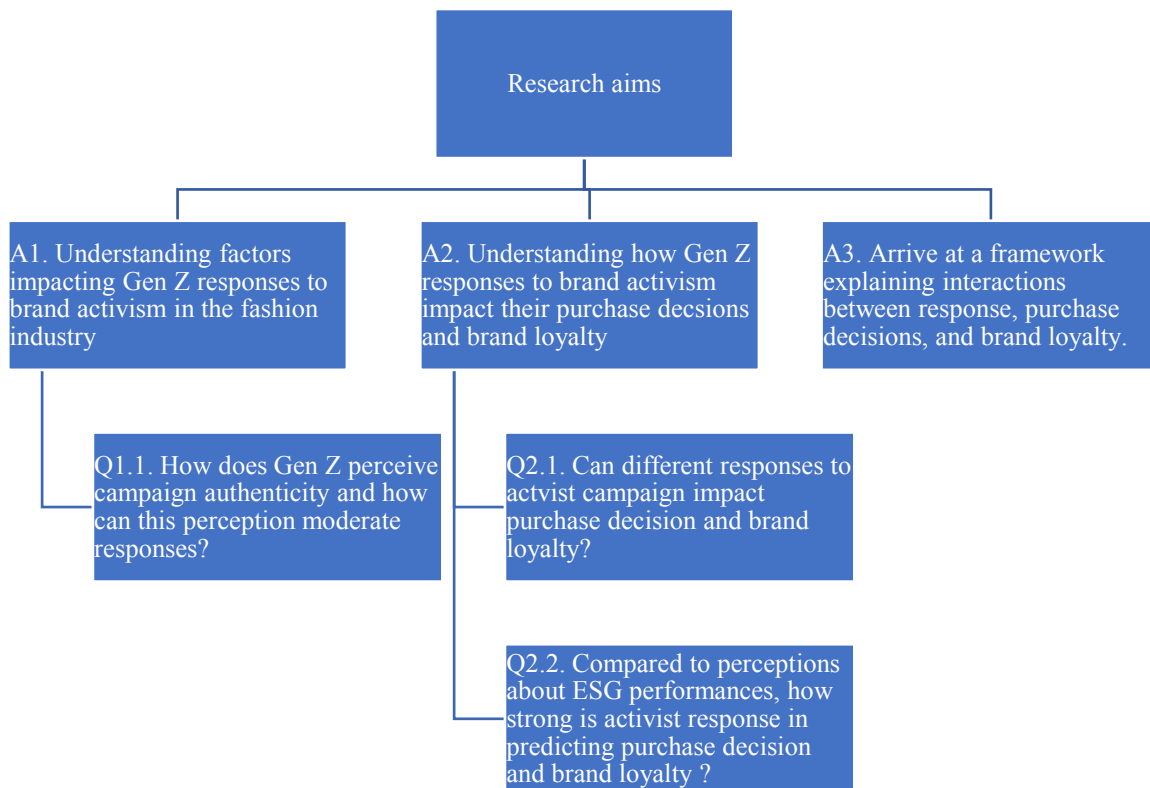 Research aims
A1. Understanding factors
impacting Gen Z responses to
brand activism in the fashion
industry
A2. Understanding how Gen Z
responses to brand activism
impact their purchase decsions
and brand loyalty
A3. Arrive at a framework
explaining interactions
between response, purchase
decisions, and brand loyalty.
Q1.1. How does Gen Z perceive
campaign authenticity and how
can this perception moderate
responses?
Q2.1. Can different responses to
actvist campaign impact
purchase decision and brand
loyalty?
Q2.2. Compared to perceptions
about ESG performances, how
strong is activist response in
predicting purchase decision
and brand loyalty ?